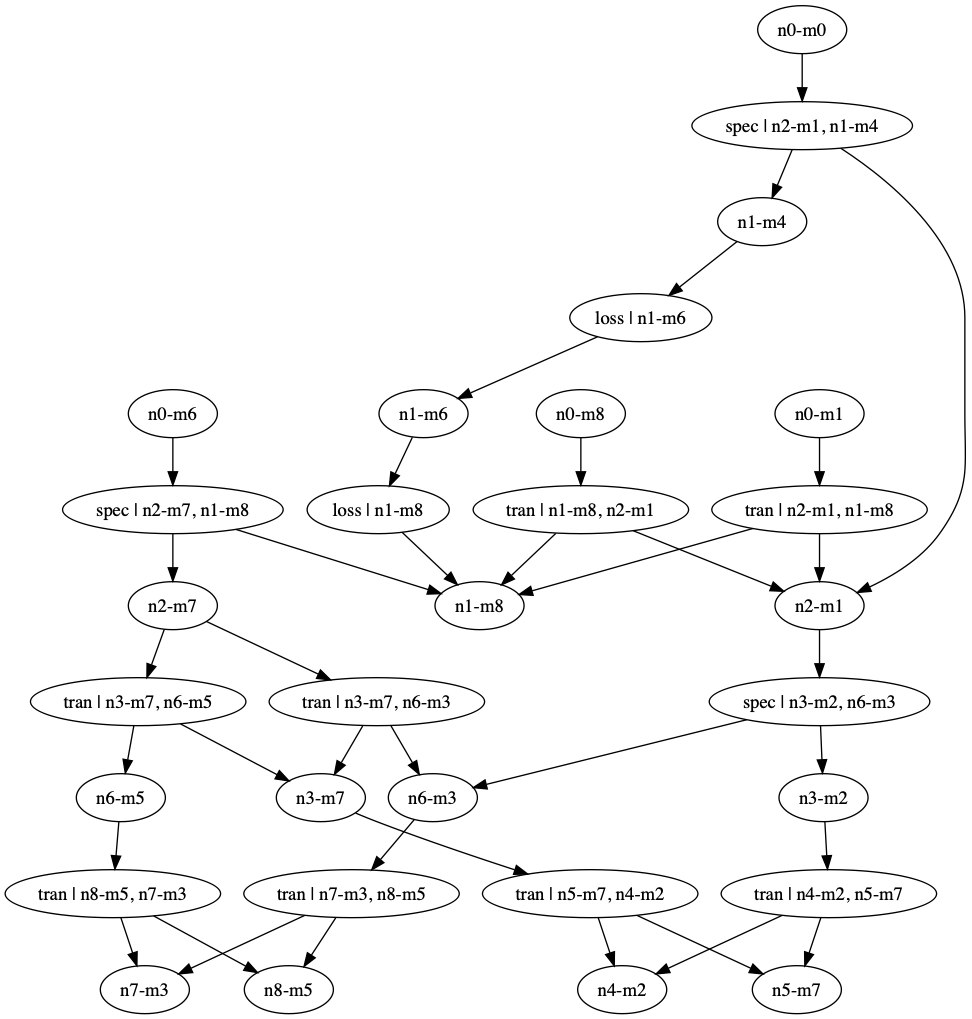 n0-m0
spec | n2-m1, n1-m4
n1-m4
loss | n1-m6
n0-m6
n1-m6
n0-m8
n0-m1
spec | n2-m7, n1-m8
loss | n1-m8
tran | n1-m8, n2-m1
tran | n2-m1, n1-m8
n2-m7
n1-m8
n2-m1
tran | n3-m7, n6-m5
tran | n3-m7, n6-m3
spec | n3-m2, n6-m3
n6-m5
n3-m7
n6-m3
n3-m2
tran | n8-m5, n7-m3
tran | n7-m3, n8-m5
tran | n5-m7, n4-m2
tran | n4-m2, n5-m7
n7-m3
n8-m5
n4-m2
n5-m7